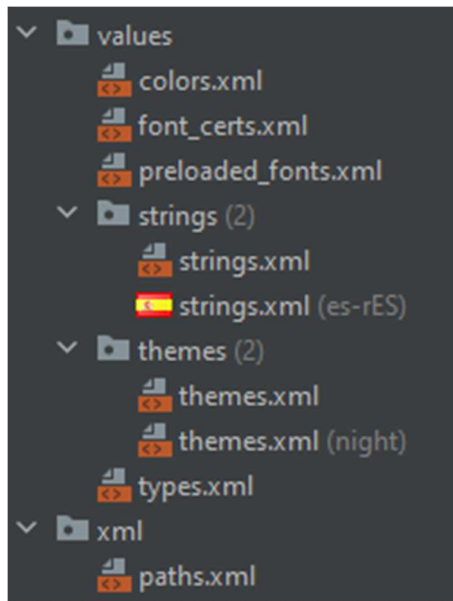 values
colors.xml
font_certs.xml
preloaded_fonts.xml
strings (2)
strings.xml
strings.xml (es-rES)
themes (2)
themes.xml
themes.xml (night)
types.xml
xml
paths.xml